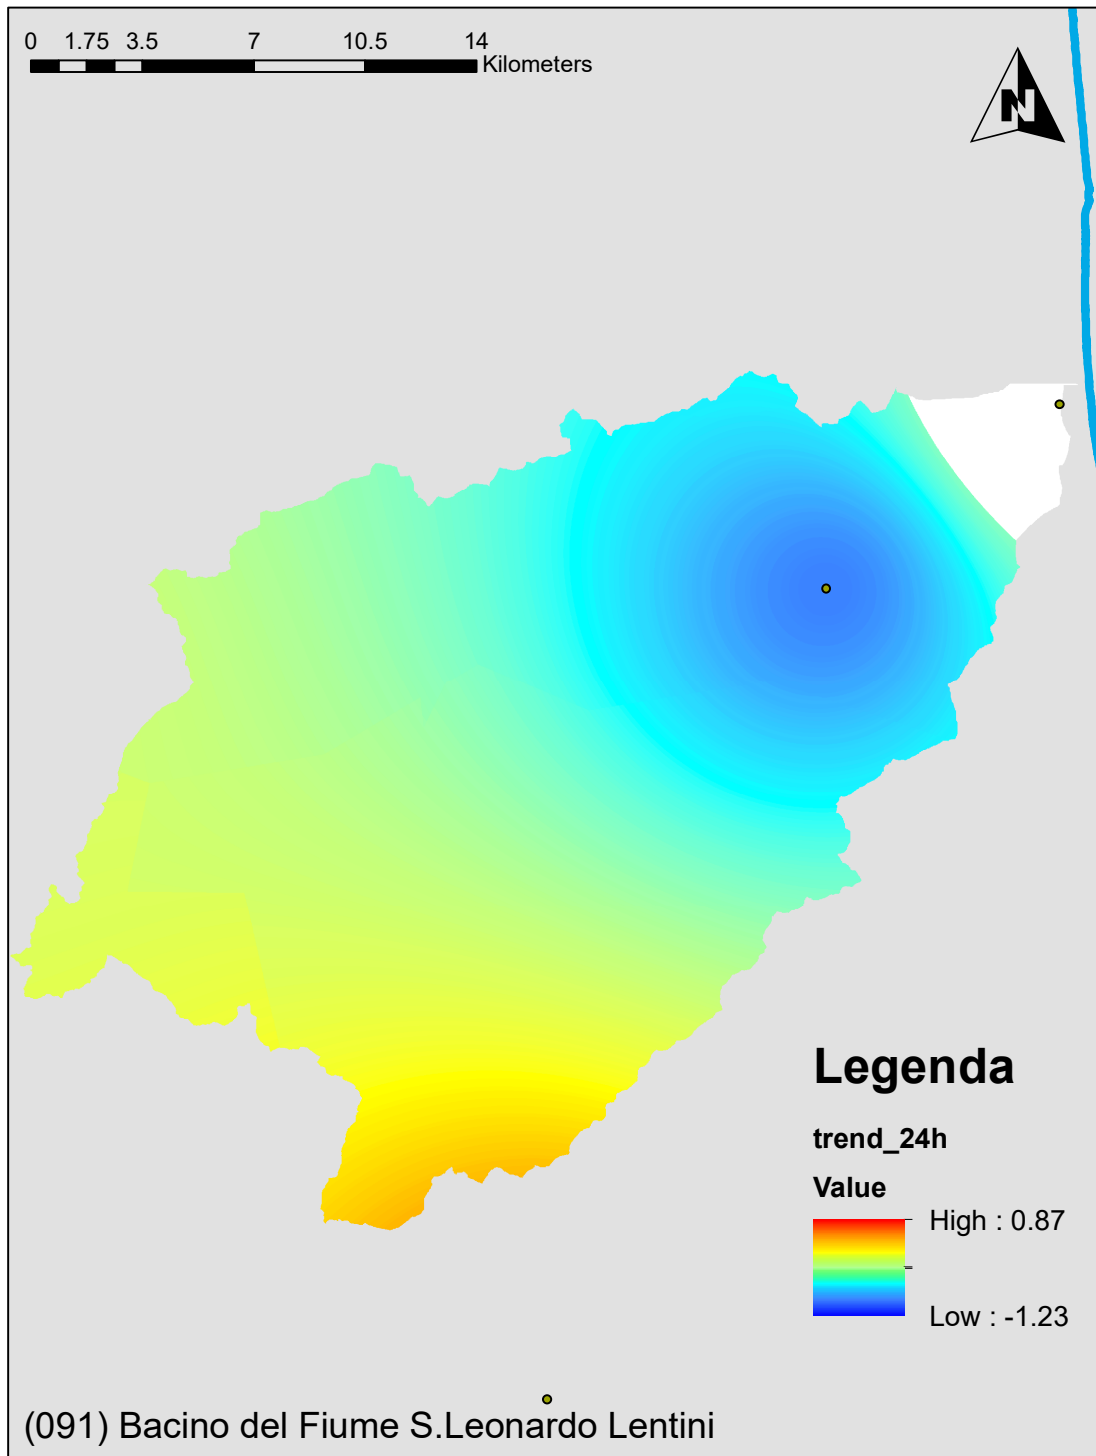 0 1.75 3.5 7 10.5 14
Kilometers
N
Legenda
trend_24h
Value
High : 0.87
Low : -1.23
(091) Bacino del Fiume S.Leonardo Lentini